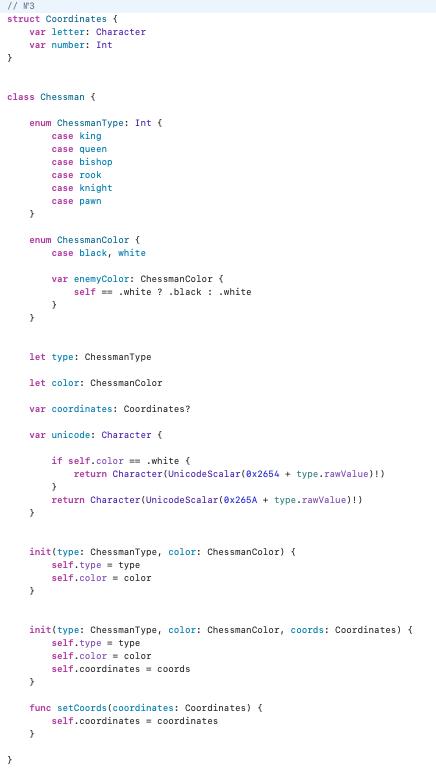 // №3
struct Coordinates {
    var letter: Character
    var number: Int
}
class Chessman {
    enum ChessmanType: Int {
        case king
        case queen
        case bishop
        case rook
        case knight
        case pawn
    }
    enum ChessmanColor {
        case black, white
        var enemyColor: ChessmanColor {
            self == .white ? .black : .white
        }
    }
    let type: ChessmanType
    let color: ChessmanColor
    var coordinates: Coordinates?
    var unicode: Character {
        if self.color == .white {
            return Character(UnicodeScalar(0x2654 + type.rawValue)!)
        }
        return Character(UnicodeScalar(0x265A + type.rawValue)!)
    }
    init(type: ChessmanType, color: ChessmanColor) {
        self.type = type
        self.color = color
    }
    init(type: ChessmanType, color: ChessmanColor, coords: Coordinates) {
        self.type = type
        self.color = color
        self.coordinates = coords
    }
    func setCoords(coordinates: Coordinates) {
        self.coordinates = coordinates
    }
}